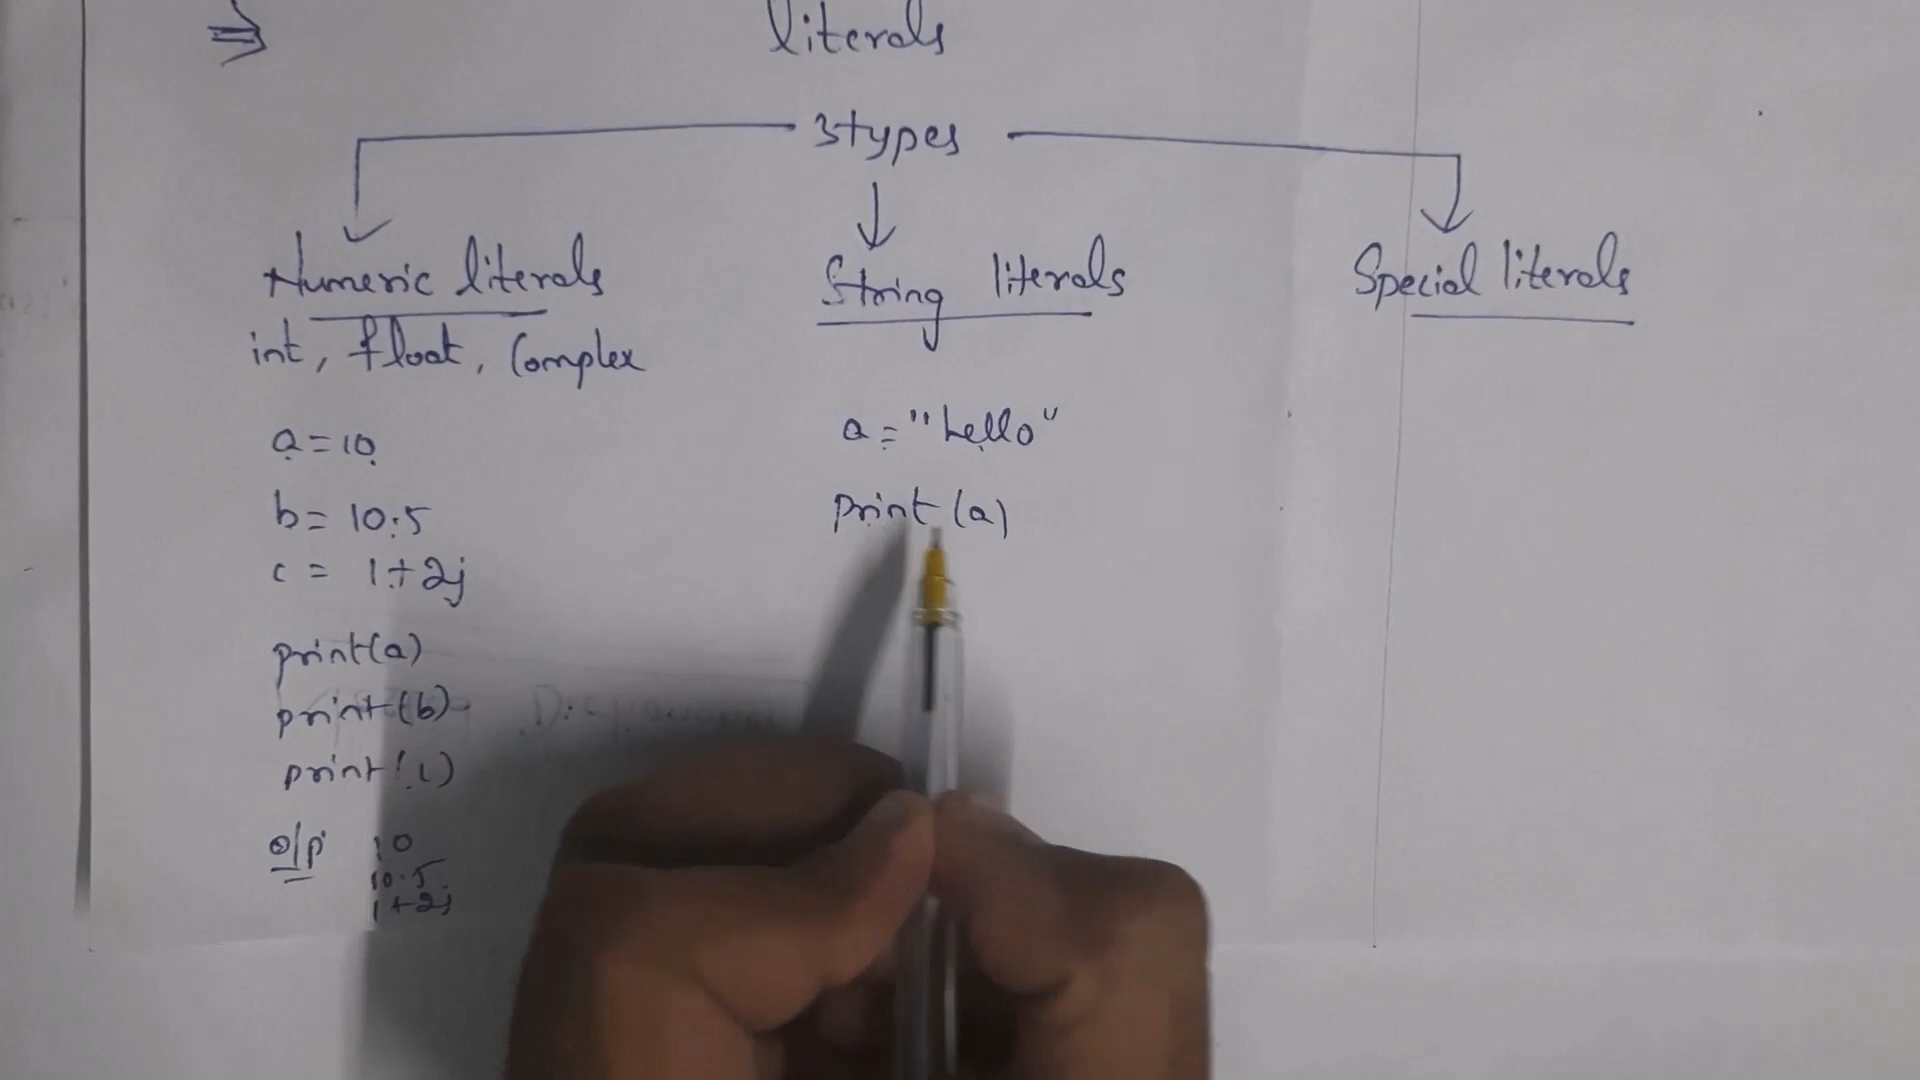 ⇒ literals
3types
Numeric literals
int, float, Complex
a = 10
b = 10.5
c = 1+2j
print(a)
print(b)
print(c)
o/p 10
10.5
1+2j
String literals
a = "hello"
print(a)
Special literals